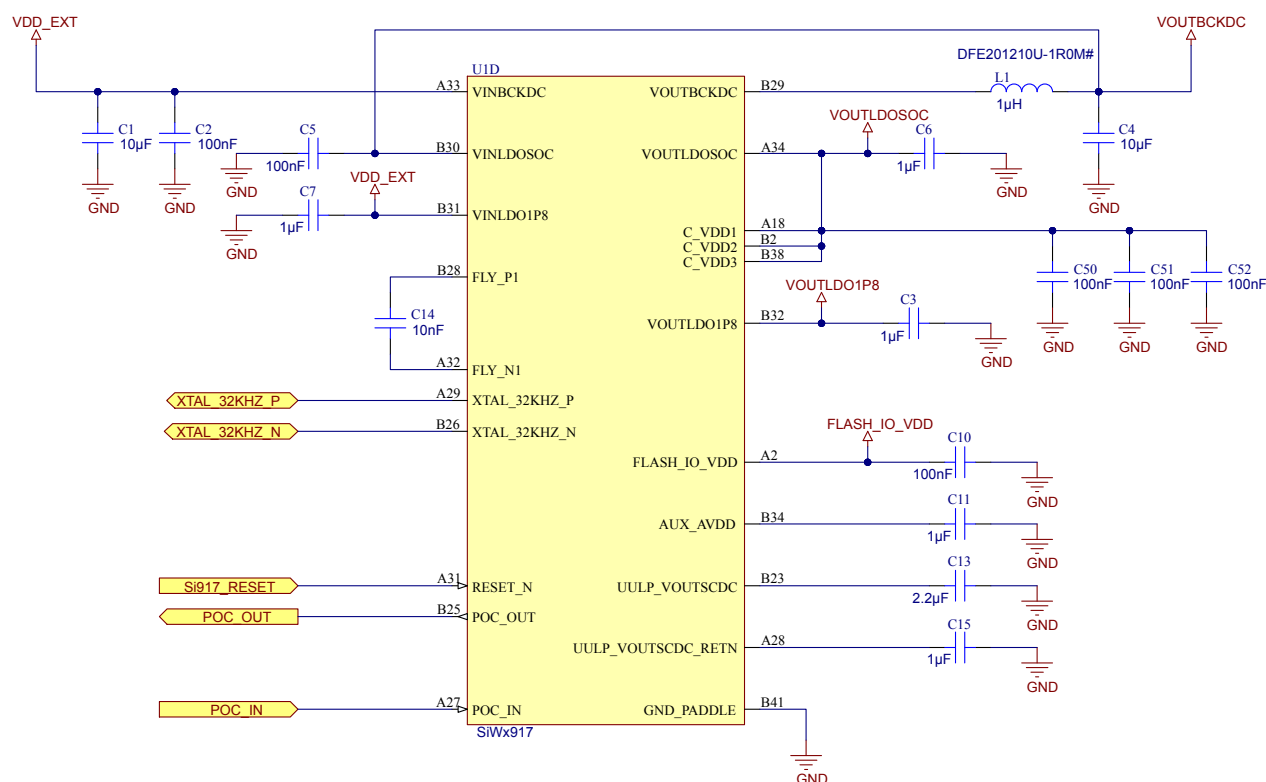 VDD_EXT
VOUTBCKDC
DFE201210U-1R0M#
U1D
A33
VINBCKDC
VOUTBCKDC
B29
L1
1µH
C1
10µF
C2
100nF
C5
100nF
B30
VINLDOSOC
VOUTLDOSOC
A34
VOUTLDOSOC
C6
1µF
C4
10µF
GND
GND
GND
GND
GND
VDD_EXT
C7
1µF
B31
VINLDO1P8
GND
C_VDD1
A18
C_VDD2
B2
C_VDD3
B38
C50
100nF
C51
100nF
C52
100nF
GND
GND
GND
B28
FLY_P1
C14
10nF
A32
FLY_N1
VOUTLDO1P8
VOUTLDO1P8
B32
C3
1µF
GND
XTAL_32KHZ_P
A29
XTAL_32KHZ_P
XTAL_32KHZ_N
B26
XTAL_32KHZ_N
FLASH_IO_VDD
FLASH_IO_VDD
A2
C10
100nF
GND
AUX_AVDD
B34
C11
1µF
GND
Si917_RESET
A31
RESET_N
UULP_VOUTSCDC
B23
C13
2.2µF
GND
POC_OUT
B25
POC_OUT
UULP_VOUTSCDC_RETN
A28
C15
1µF
GND
POC_IN
A27
POC_IN
GND_PADDLE
B41
SiWx917
GND